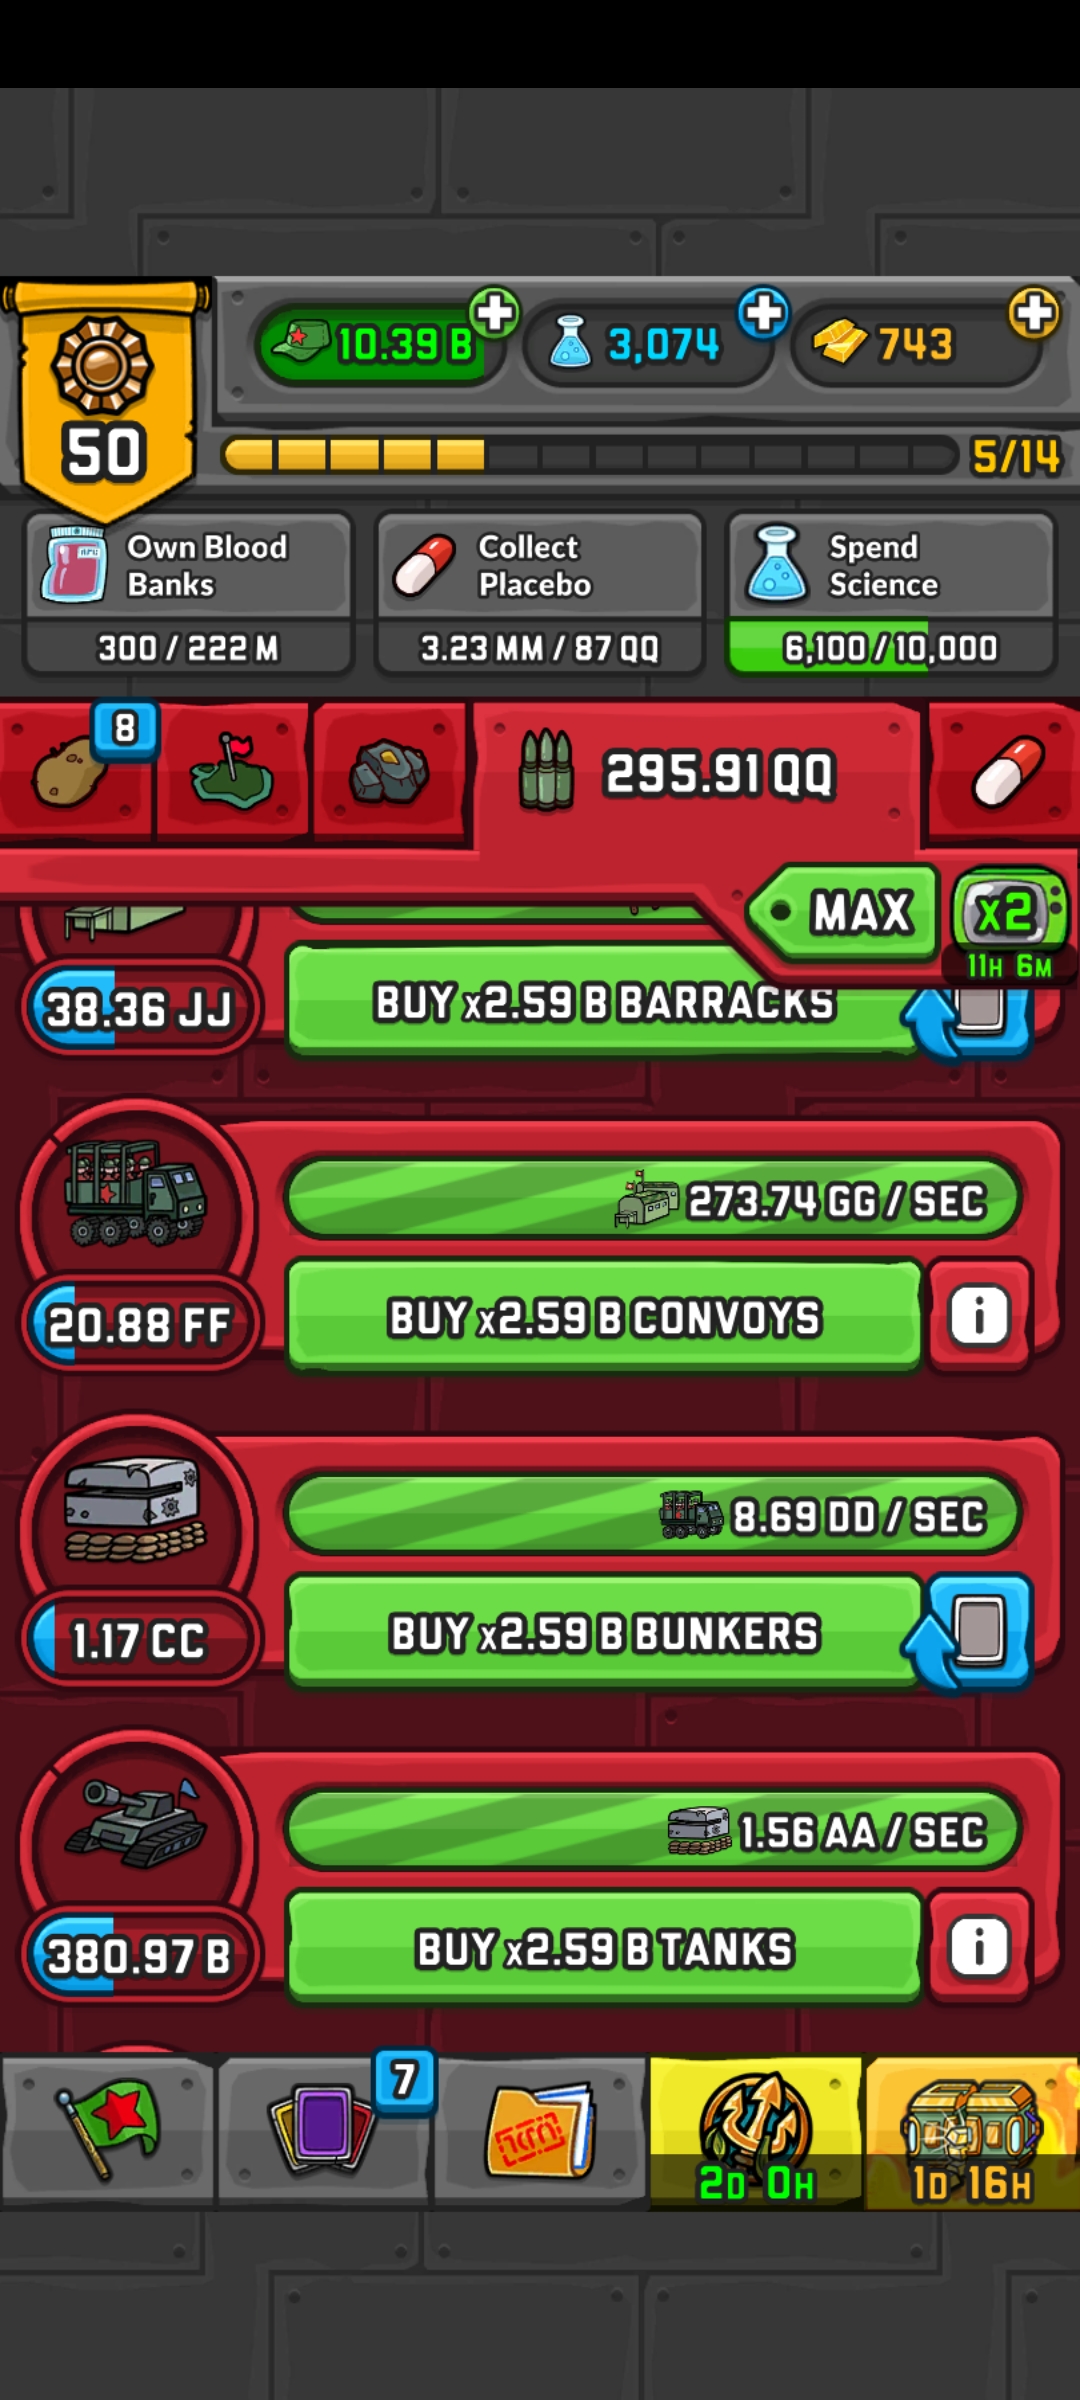 10.39 B
3,074
743
50
5/14
Own Blood
Banks
300 / 222 M
Collect
Placebo
3.23 MM / 87 QQ
Spend
Science
6,100 / 10,000
8
295.91 QQ
MAX
x2
11H 6M
38.36 JJ
BUY x2.59 B BARRACKS
273.74 GG / SEC
20.88 FF
BUY x2.59 B CONVOYS
i
8.69 DD / SEC
1.17 CC
BUY x2.59 B BUNKERS
1.56 AA / SEC
380.97 B
BUY x2.59 B TANKS
i
7
2D 0H
1D 16H